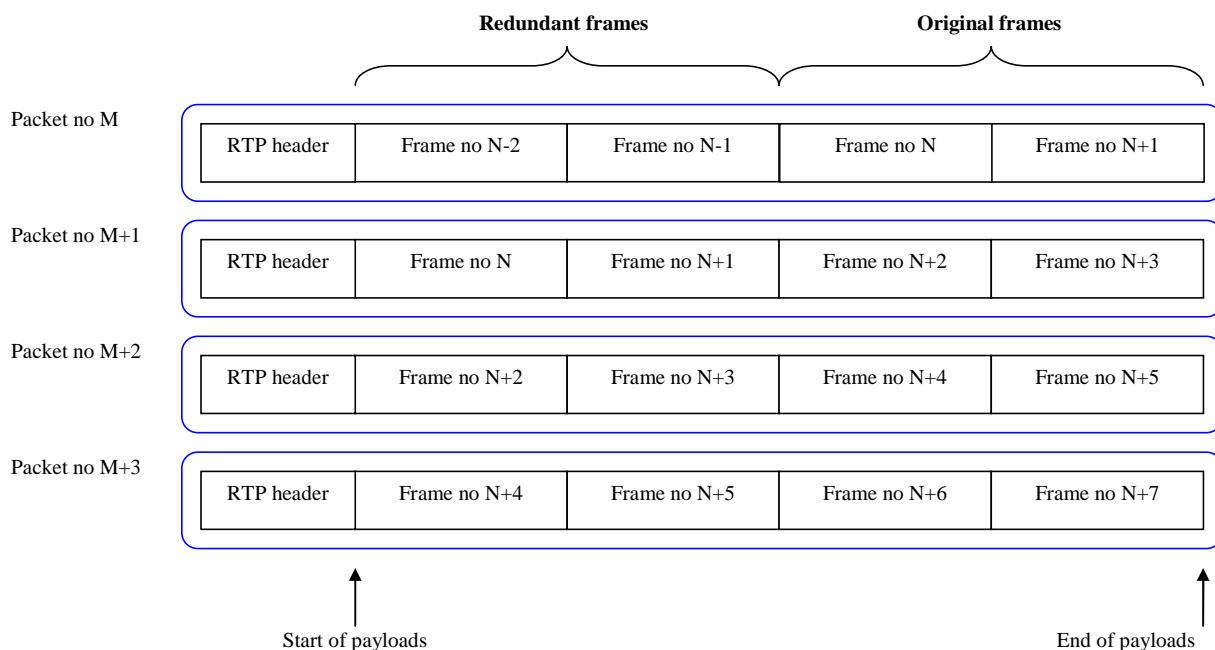 Redundant frames Original frames
Packet no M
RTP header Frame no N-2 Frame no N-1 Frame no N Frame no N+1
Packet no M+1
RTP header Frame no N Frame no N+1 Frame no N+2 Frame no N+3
Packet no M+2
RTP header Frame no N+2 Frame no N+3 Frame no N+4 Frame no N+5
Packet no M+3
RTP header Frame no N+4 Frame no N+5 Frame no N+6 Frame no N+7
Start of payloads End of payloads